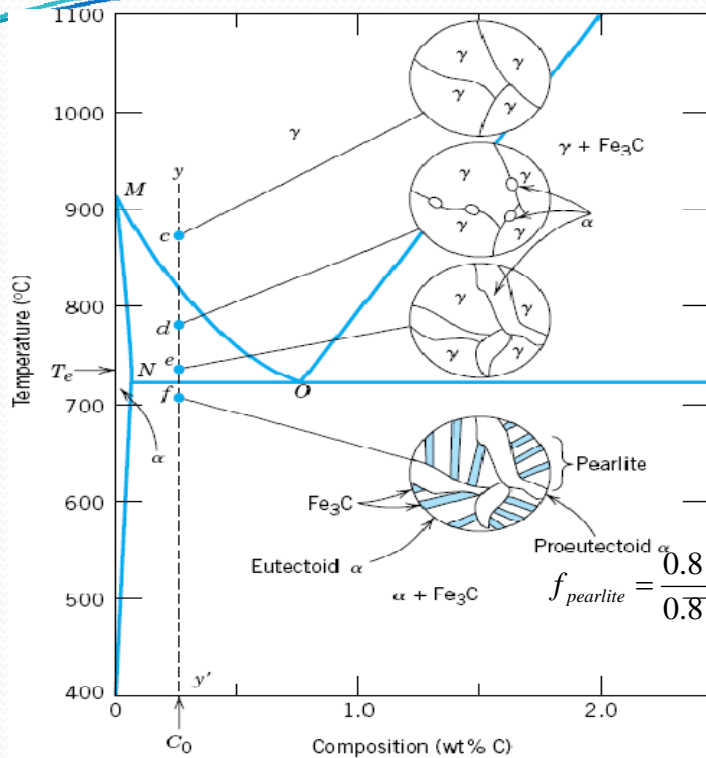 1100
1000
900
800
700
600
500
400
Temperature (°C)
0
1.0
2.0
Composition (wt% C)
C₀
M
y
γ
c
d
e
f
N
O
Tₑ
α
y′
γ
γ
γ
γ
γ + Fe₃C
γ
γ
γ
γ
α
γ
γ
γ
γ
Pearlite
Fe₃C
Eutectoid α
Proeutectoid α
α + Fe₃C
f pearlite = 0.8
0.8